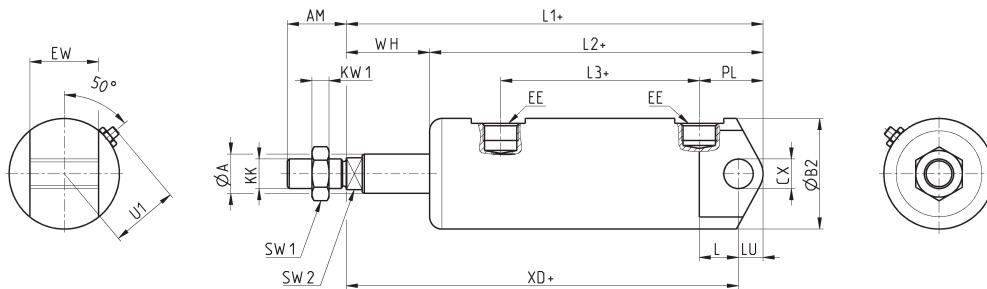 AM
L1+
EW
WH
L2+
50°
KW1
L3+
PL
EE
EE
ØA
KK
CX
ØB2
U1
SW1
L
LU
SW2
XD+